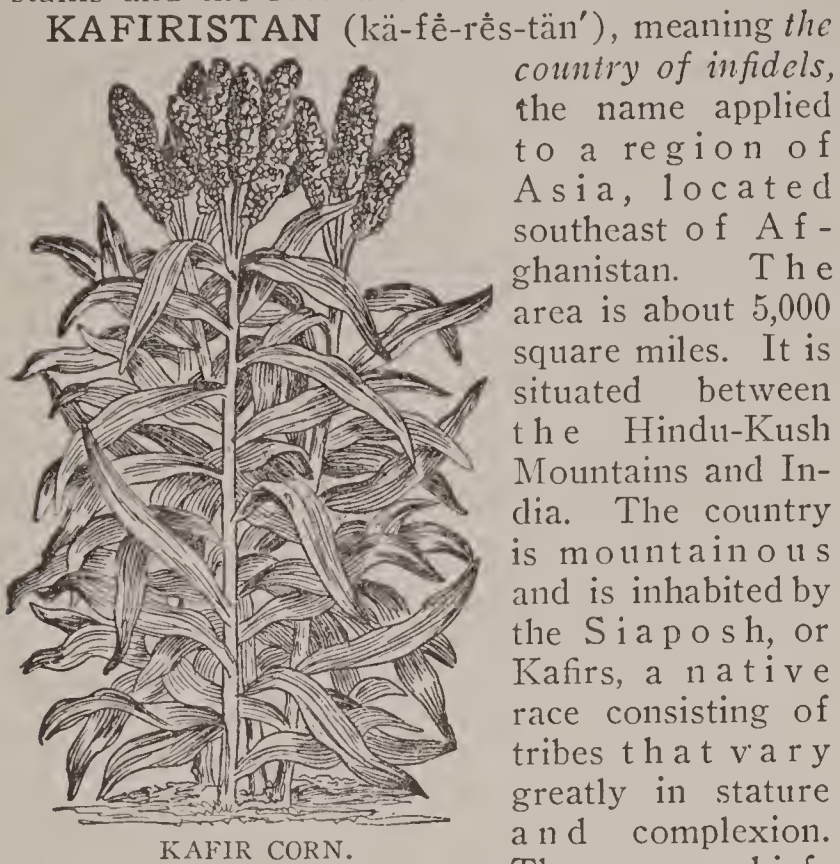 KAFIRISTAN (kä-fē̇-rēs-tän′), meaning the
country of infidels,
the name applied
to a region of
Asia, located
southeast of Af-
ghanistan. The
area is about 5,000
square miles. It is
situated between
the Hindu-Kush
Mountains and In-
dia. The country
is mountainous
and is inhabited by
the Siaposh, or
Kafirs, a native
race consisting of
tribes that vary
greatly in stature
and complexion.
KAFIR CORN.